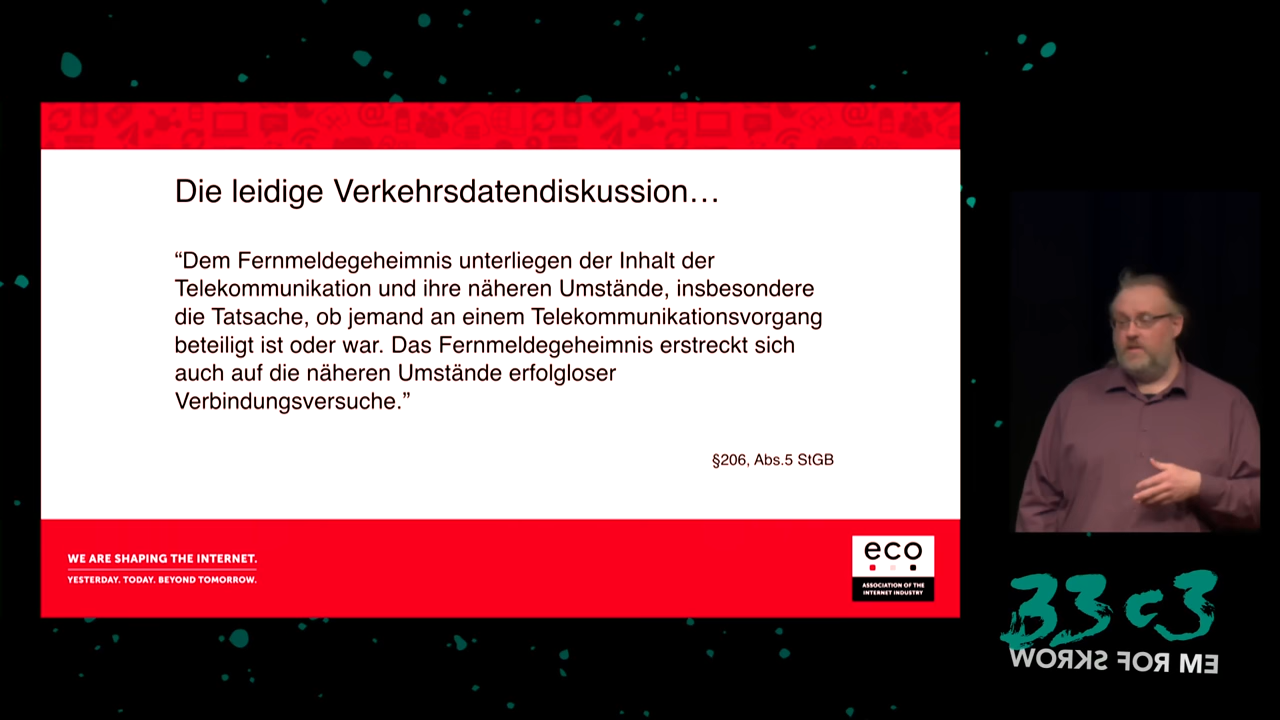 Die leidige Verkehrsdatendiskussion…
“Dem Fernmeldegeheimnis unterliegen der Inhalt der
Telekommunikation und ihre näheren Umstände, insbesondere
die Tatsache, ob jemand an einem Telekommunikationsvorgang
beteiligt ist oder war. Das Fernmeldegeheimnis erstreckt sich
auch auf die näheren Umstände erfolgloser
Verbindungsversuche.”
§206, Abs.5 StGB
WE ARE SHAPING THE INTERNET.
YESTERDAY. TODAY. BEYOND TOMORROW.
eco
ASSOCIATION OF THE
INTERNET INDUSTRY
33c3
WORKS FOR ME